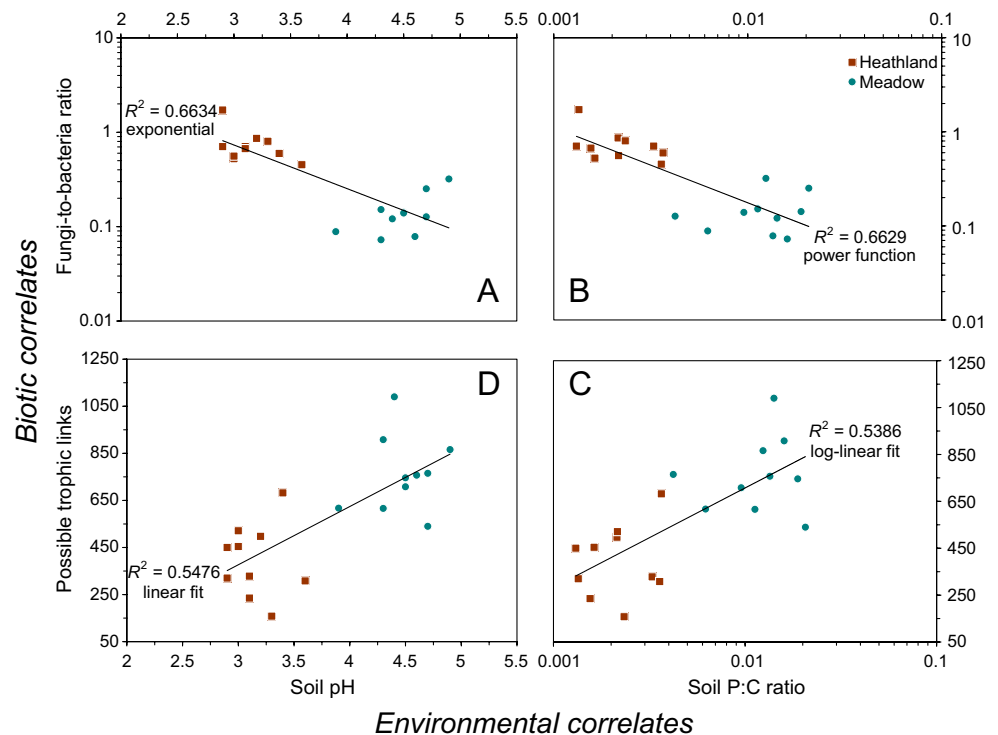 2 2.5 3 3.5 4 4.5 5 5.5
0.001 0.01 0.1
10 1 0.1 0.01
Fungi-to-bacteria ratio
R² = 0.6634
exponential
A
10 1 0.1 0.01
Heathland
Meadow
R² = 0.6629
power function
B
Biotic correlates
1250 1050 850 650 450 250 50
Possible trophic links
D
R² = 0.5476
linear fit
C
R² = 0.5386
log-linear fit
1250 1050 850 650 450 250 50
2 2.5 3 3.5 4 4.5 5 5.5
Soil pH
0.001 0.01 0.1
Soil P:C ratio
Environmental correlates